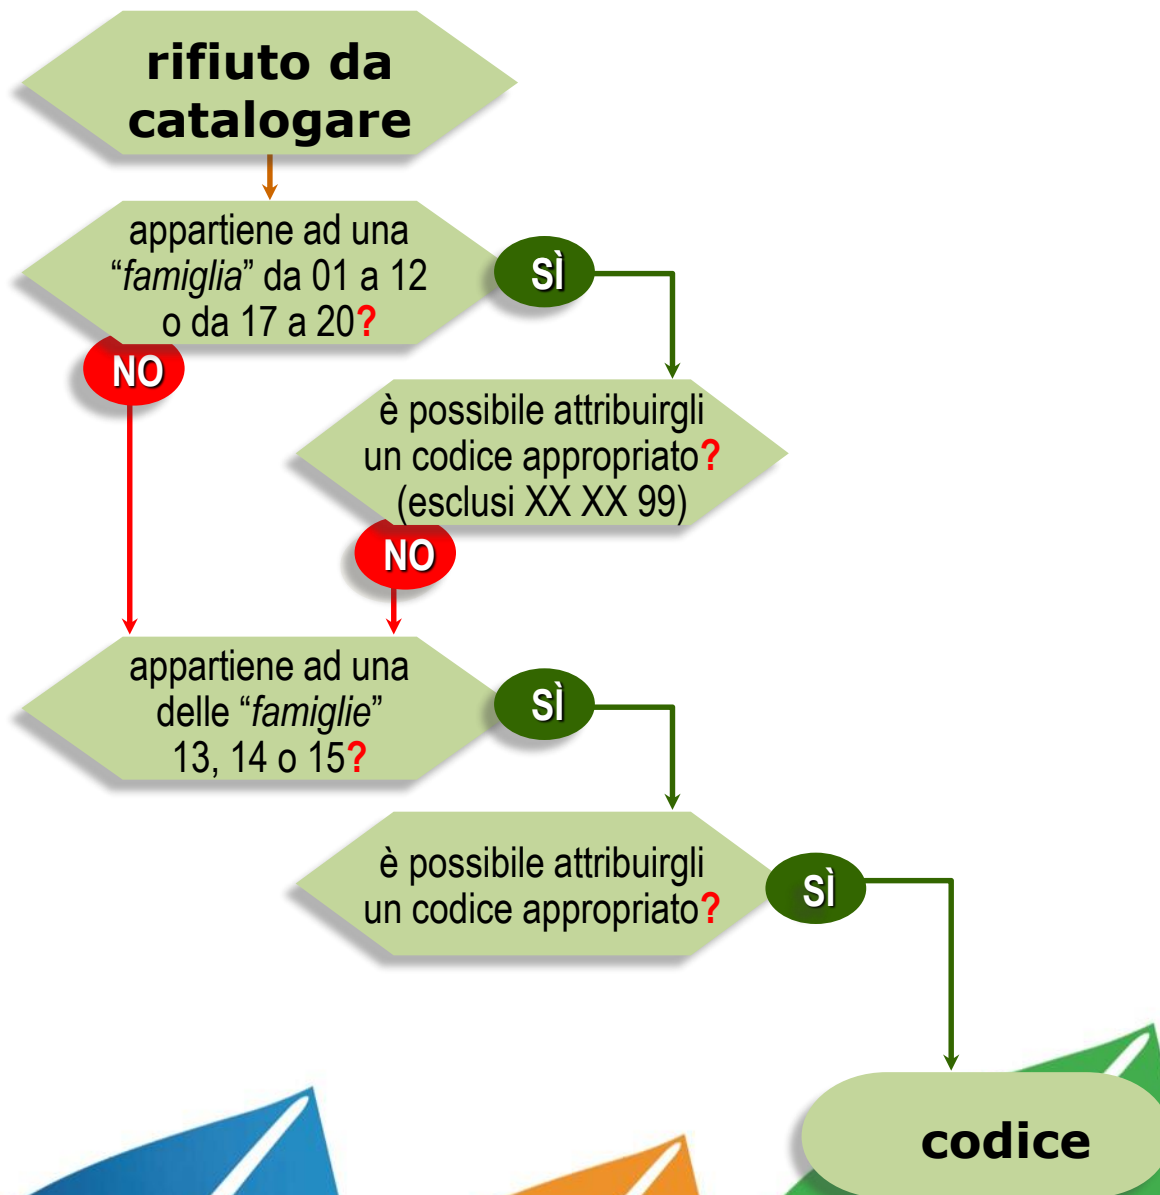 rifiuto da
catalogare
appartiene ad una
“famiglia” da 01 a 12
o da 17 a 20?
SÌ
NO
è possibile attribuirgli
un codice appropriato?
(esclusi XX XX 99)
NO
appartiene ad una
delle “famiglie”
13, 14 o 15?
SÌ
è possibile attribuirgli
un codice appropriato?
SÌ
codice